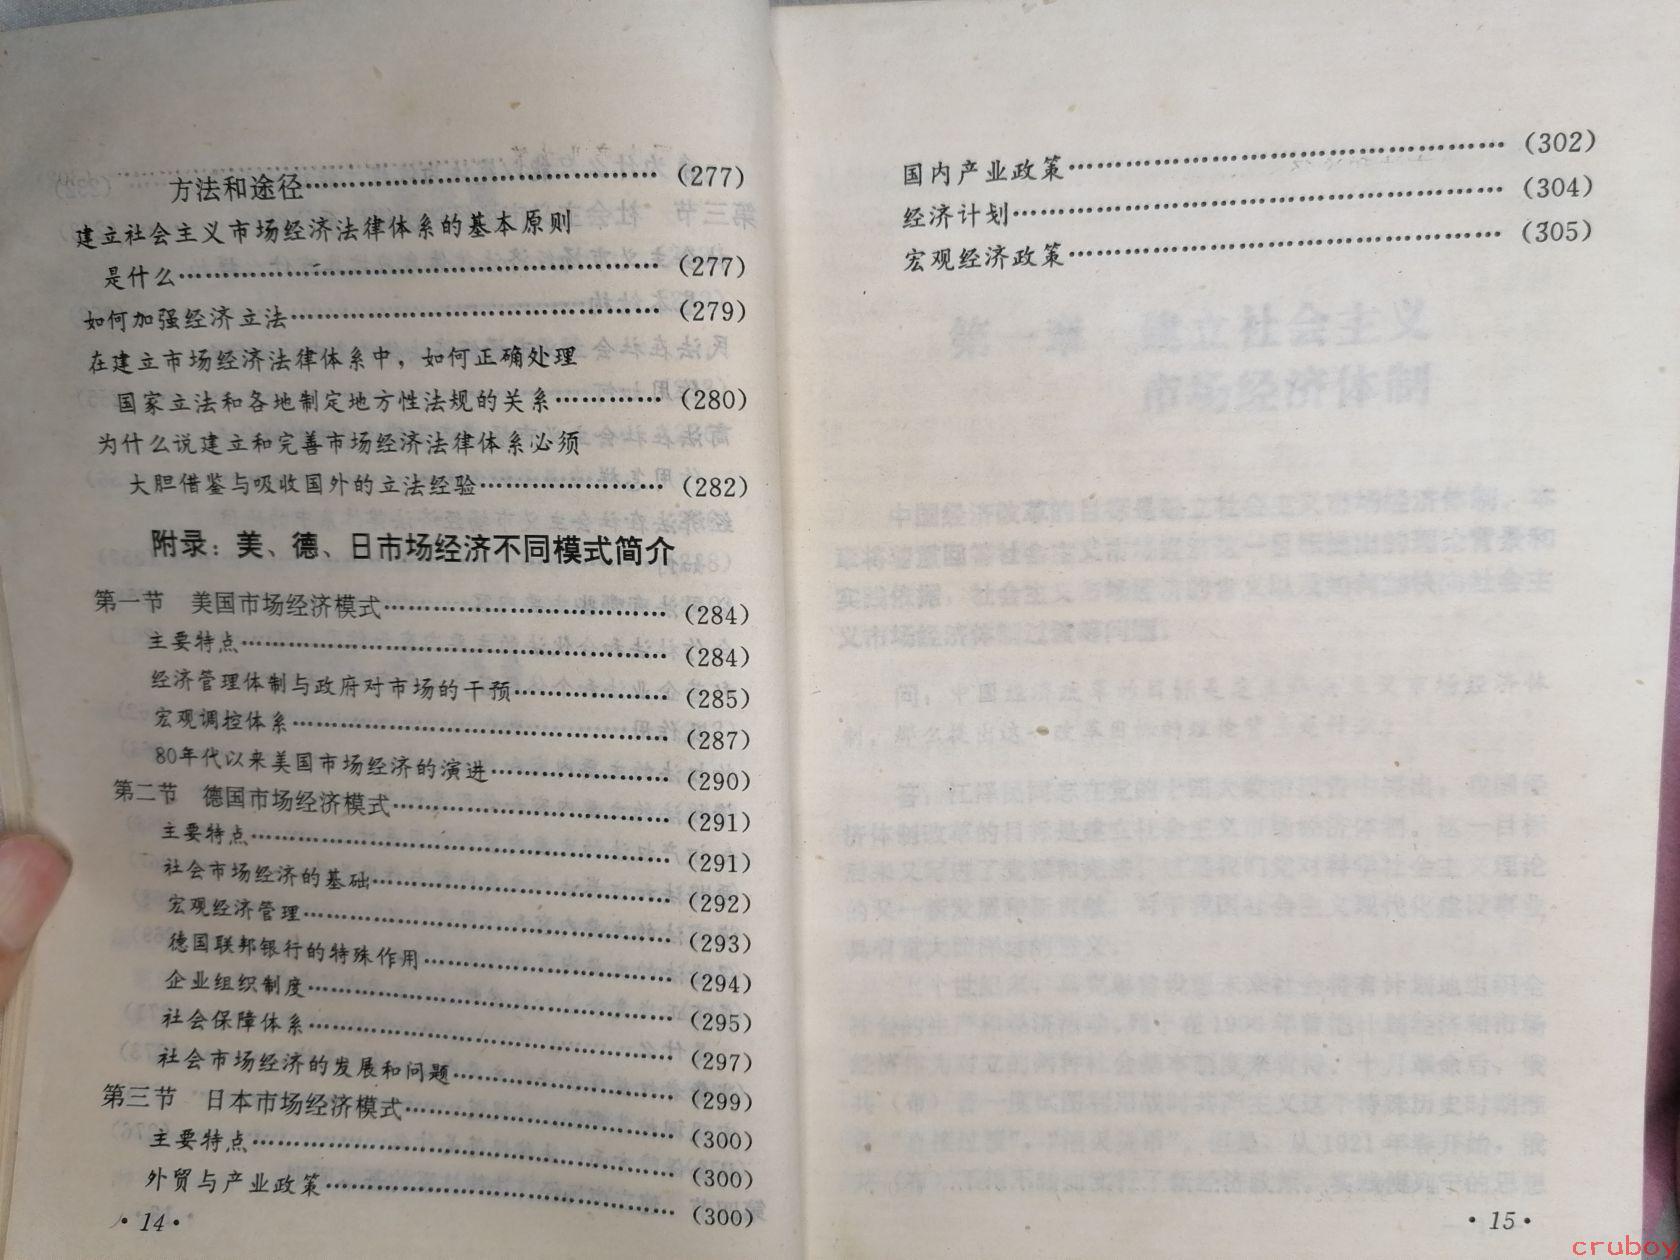 方法和途径……………………………………(277)
建立社会主义市场经济法律体系的基本原则
是什么……………………………………………(277)
如何加强经济立法…………………………………(279)
在建立市场经济法律体系中，如何正确处理
国家立法和各地制定地方性法规的关系…………(280)
为什么说建立和完善市场经济法律体系必须
大胆借鉴与吸收国外的立法经验…………………(282)
附录：美、德、日市场经济不同模式简介
第一节 美国市场经济模式…………………………(284)
主要特点……………………………………………(284)
经济管理体制与政府对市场的干预………………(285)
宏观调控体系………………………………………(287)
80年代以来美国市场经济的演进…………………(290)
第二节 德国市场经济模式…………………………(291)
主要特点……………………………………………(291)
社会市场经济的基础………………………………(292)
宏观经济管理………………………………………(293)
德国联邦银行的特殊作用…………………………(294)
企业组织制度………………………………………(295)
社会保障体系………………………………………(297)
社会市场经济的发展和问题………………………(299)
第三节 日本市场经济模式…………………………(300)
主要特点……………………………………………(300)
外贸与产业政策……………………………………(300)
·14·
国内产业政策………………………………………(302)
经济计划……………………………………………(304)
宏观经济政策………………………………………(305)
·15·
cruboy